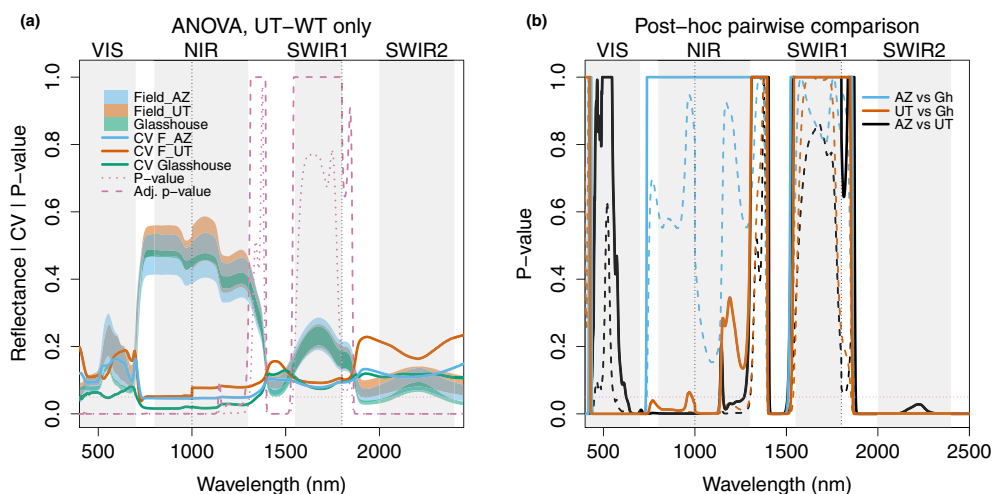 (a) ANOVA, UT−WT only
VIS NIR SWIR1 SWIR2
Reflectance | CV | P−value
1.0
0.8
0.6
0.4
0.2
0.0
Field_AZ
Field_UT
Glasshouse
CV F_AZ
CV F_UT
CV Glasshouse
P−value
Adj. p−value
500 1000 1500 2000
Wavelength (nm)
(b) Post−hoc pairwise comparison
VIS NIR SWIR1 SWIR2
P−value
1.0
0.8
0.6
0.4
0.2
0.0
AZ vs Gh
UT vs Gh
AZ vs UT
500 1000 1500 2000 2500
Wavelength (nm)